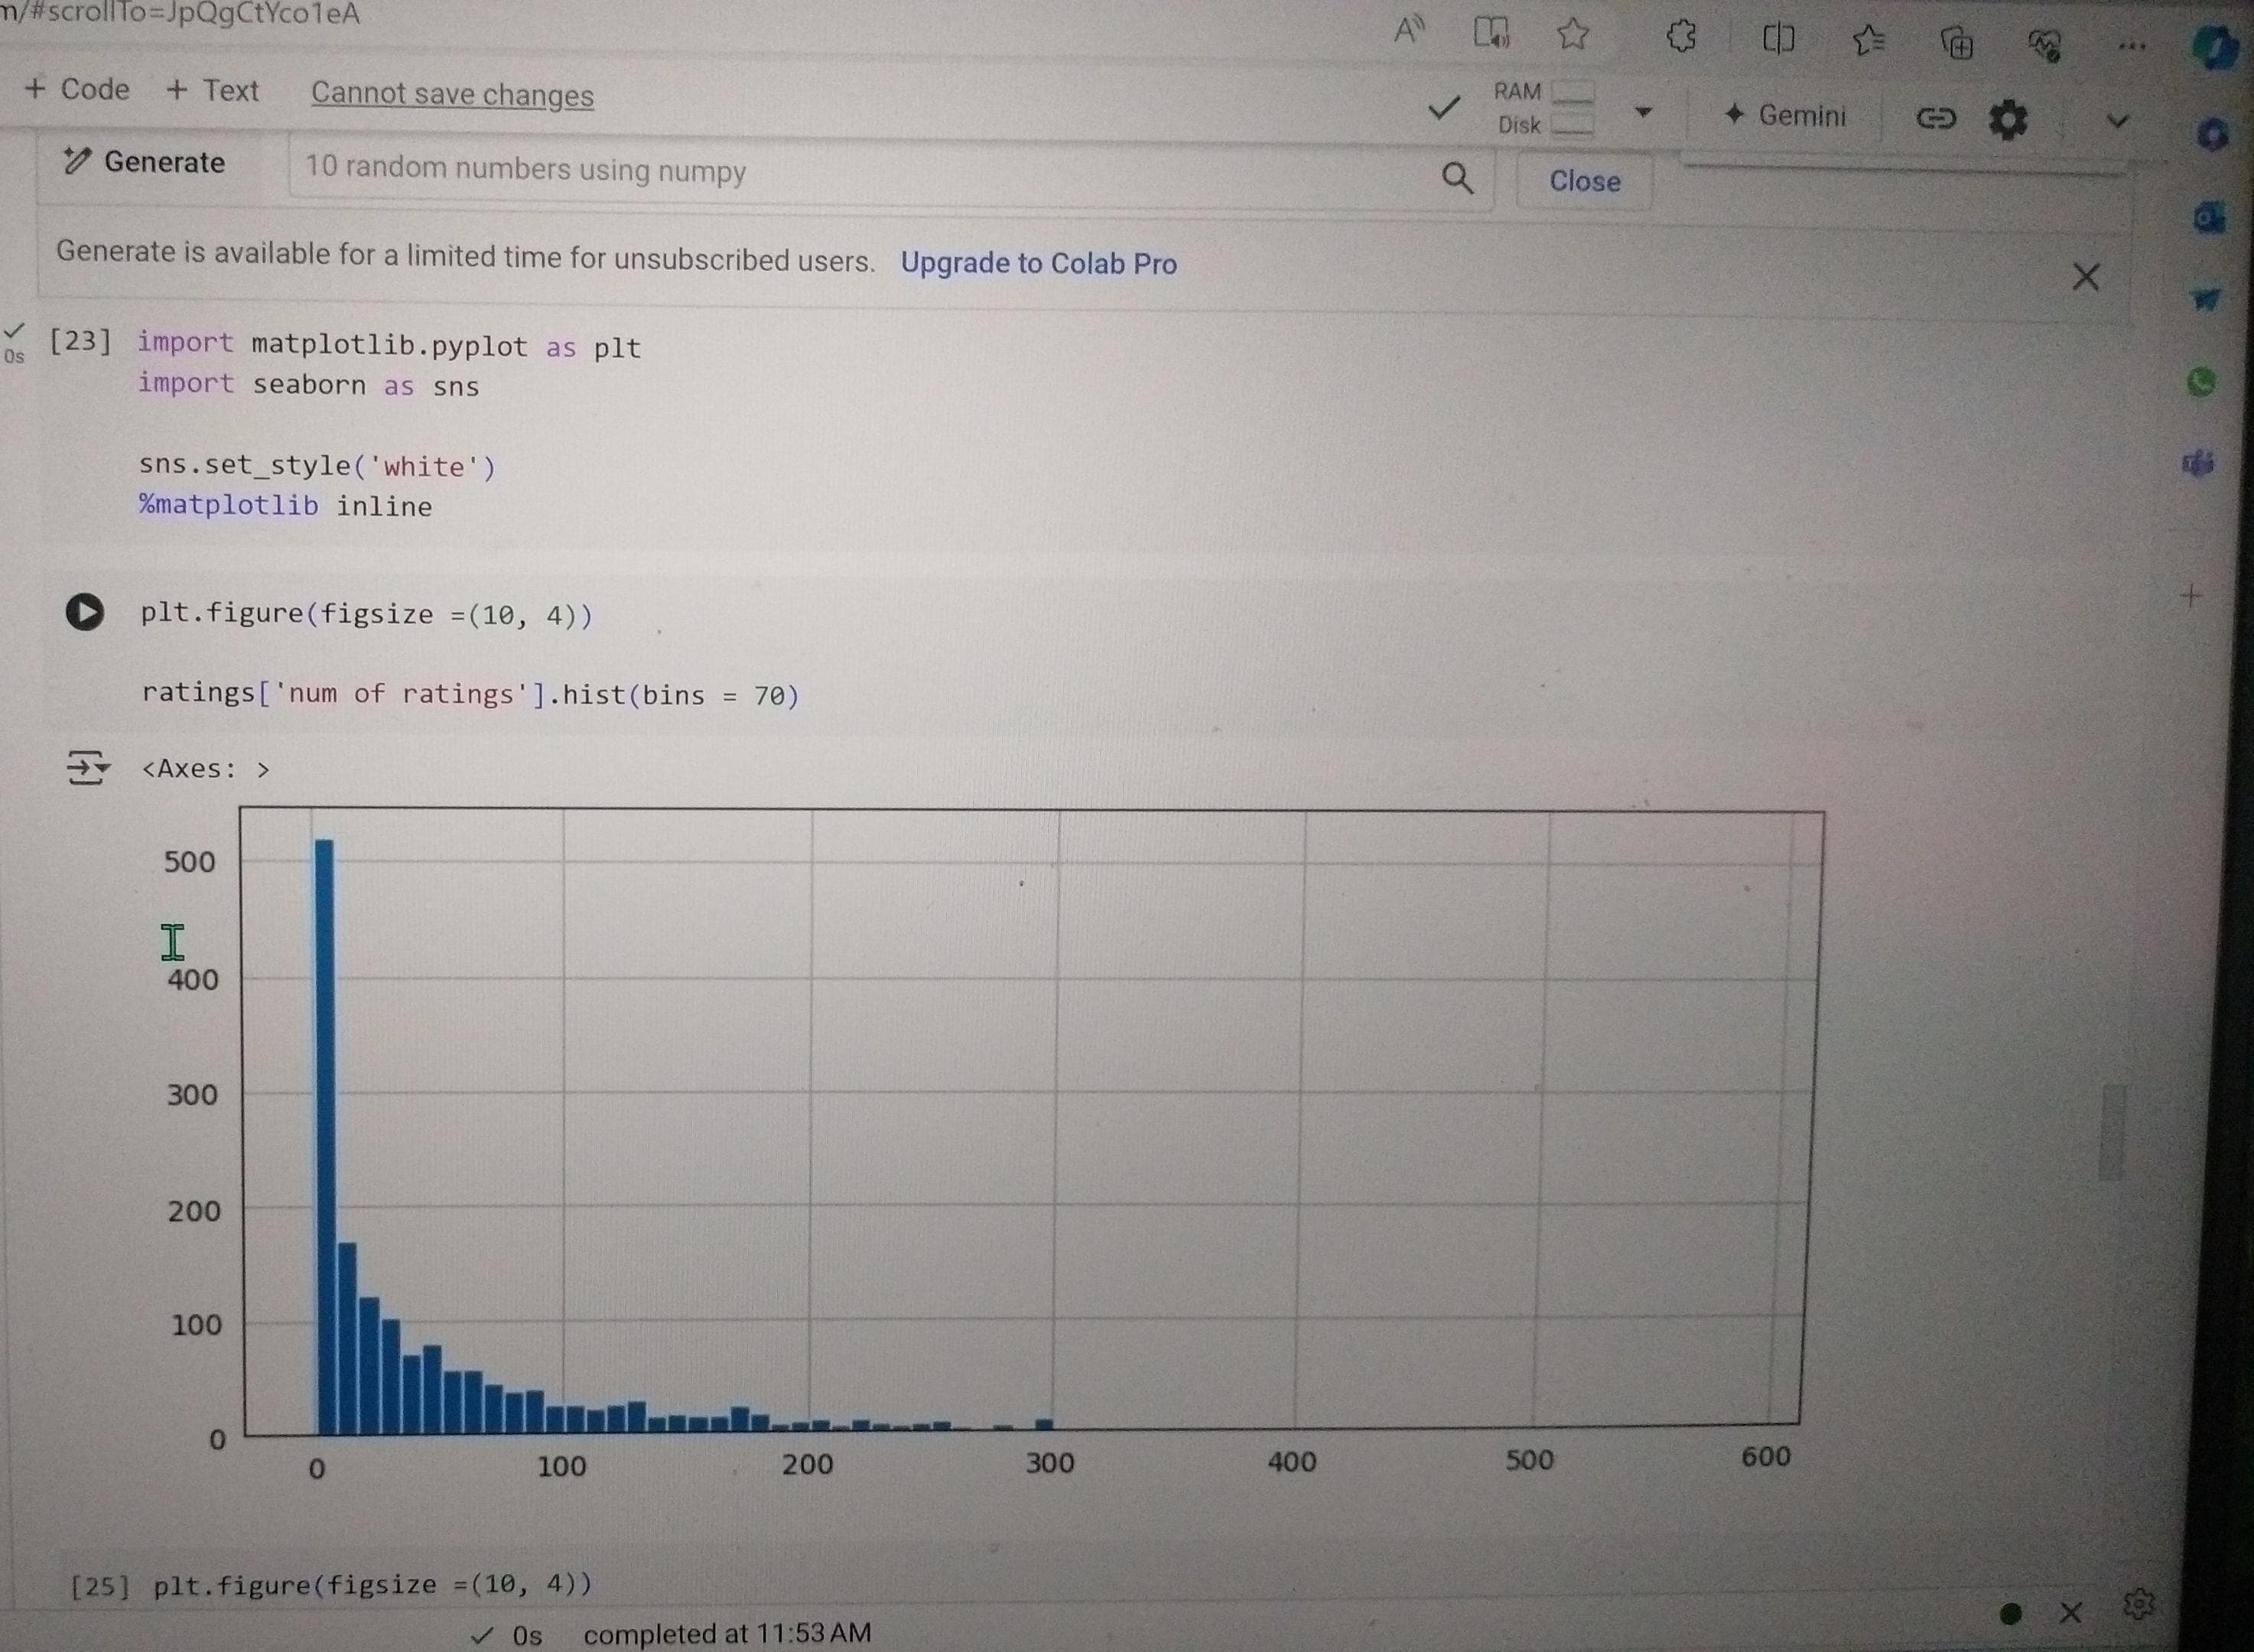 m/#scrollTo=JpQgCtYco1eA
+ Code + Text Cannot save changes
RAM
Disk
Gemini
Generate 10 random numbers using numpy Close
Generate is available for a limited time for unsubscribed users. Upgrade to Colab Pro
0s
[23] import matplotlib.pyplot as plt
import seaborn as sns
sns.set_style('white')
%matplotlib inline
plt.figure(figsize =(10, 4))
ratings['num of ratings'].hist(bins = 70)
<Axes: >
500
400
300
200
100
0
0 100 200 300 400 500 600
[25] plt.figure(figsize =(10, 4))
0s completed at 11:53 AM